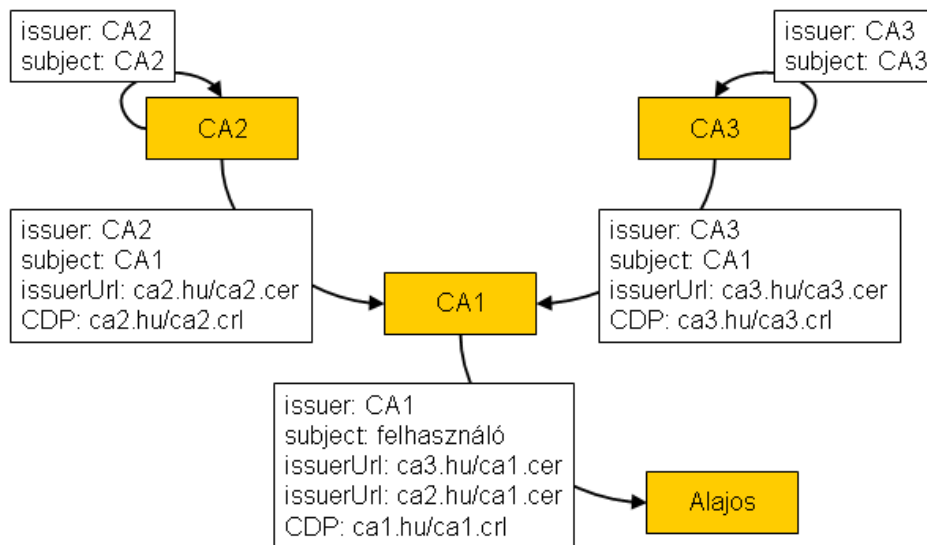 issuer: CA2
subject: CA2
issuer: CA3
subject: CA3
CA2
CA3
issuer: CA2
subject: CA1
issuerUrl: ca2.hu/ca2.cer
CDP: ca2.hu/ca2.crl
issuer: CA3
subject: CA1
issuerUrl: ca3.hu/ca3.cer
CDP: ca3.hu/ca3.crl
CA1
issuer: CA1
subject: felhasználó
issuerUrl: ca3.hu/ca1.cer
issuerUrl: ca2.hu/ca1.cer
CDP: ca1.hu/ca1.crl
Alajos